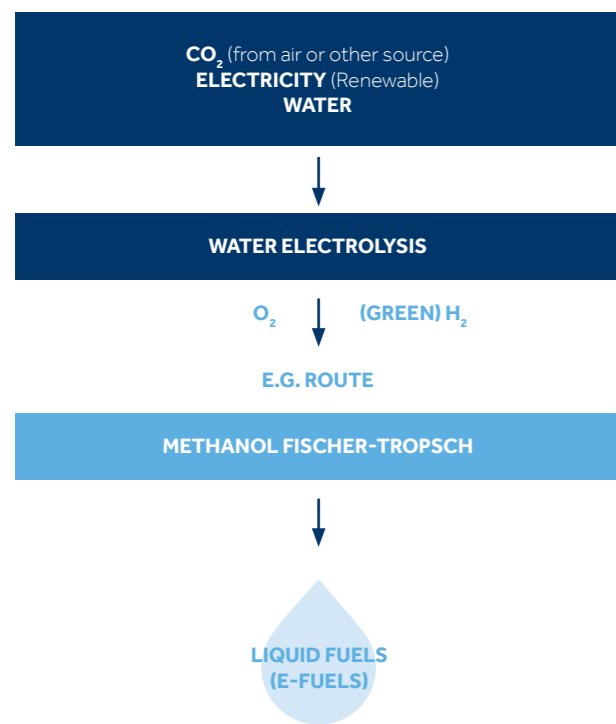 CO₂ (from air or other source)
ELECTRICITY (Renewable)
WATER
WATER ELECTROLYSIS
O₂ (GREEN) H₂
E.G. ROUTE
METHANOL FISCHER-TROPSCH
LIQUID FUELS
(E-FUELS)